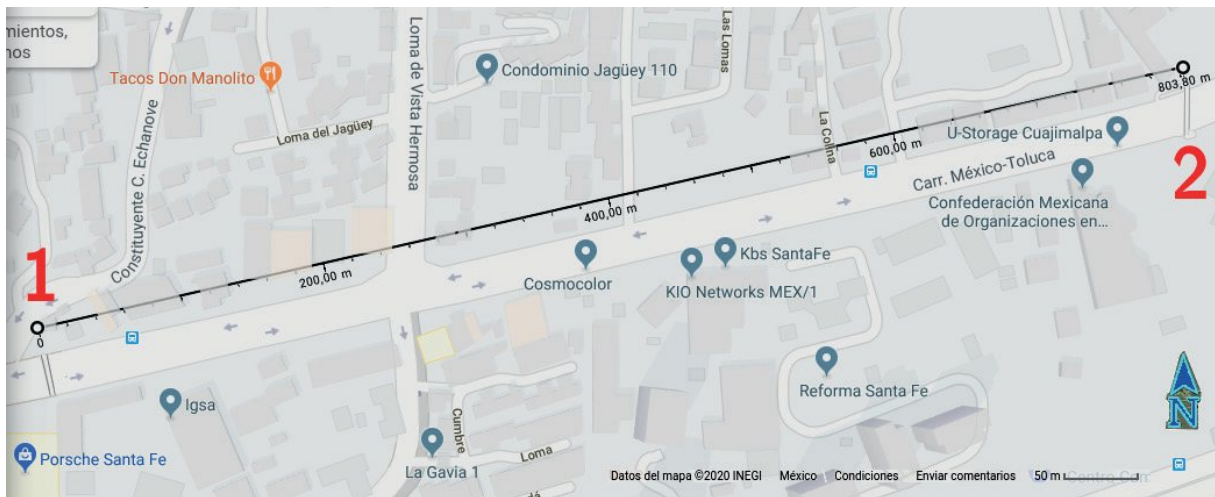 mientos,
nos
Tacos Don Manolito
Constituyente C. Echanove
Loma del Jagüey
Loma de Vista Hermosa
Condominio Jagüey 110
Las Lomas
La Colina
803,80 m
U-Storage Cuajimalpa
600,00 m
Carr. México-Toluca
2
Confederación Mexicana
de Organizaciones en...
400,00 m
200,00 m
Kbs SantaFe
Cosmocolor
KIO Networks MEX/1
1
0
Reforma Santa Fe
Igsa
Cumbre
N
Porsche Santa Fe
La Gavia 1
Loma
Datos del mapa ©2020 INEGI México Condiciones Enviar comentarios 50 m
Centro Com